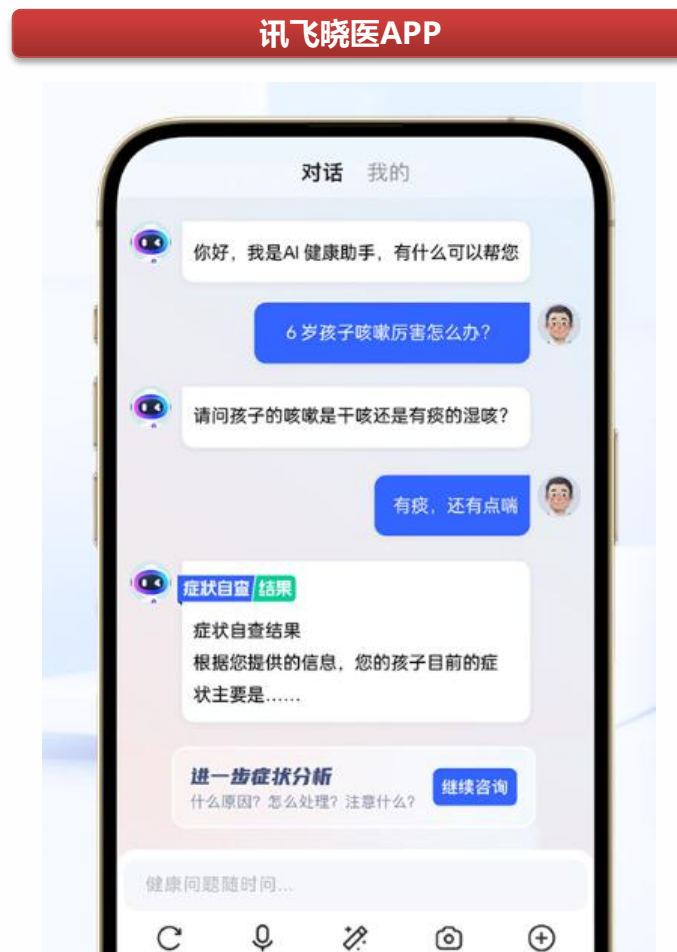 讯飞晓医APP
对话 我的
你好，我是AI 健康助手，有什么可以帮您
6 岁孩子咳嗽厉害怎么办？
请问孩子的咳嗽是干咳还是有痰的湿咳？
有痰，还有点喘
症状自查 结果
症状自查结果
根据您提供的信息，您的孩子目前的症
状主要是……
进一步症状分析
什么原因？怎么处理？注意什么？
继续咨询
健康问题随时问...